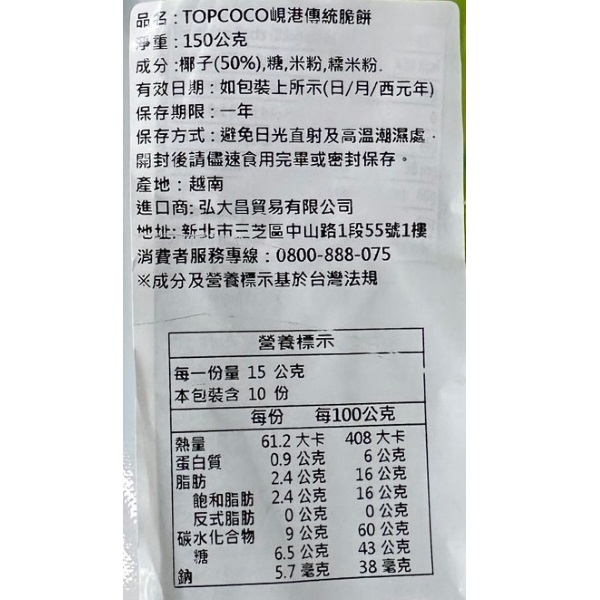 品名：TOPCOCO峴港傳統脆餅
淨重：150公克
成分:椰子(50%),糖,米粉,糯米粉.
有效日期：如包裝上所示(日/月/西元年)
保存期限：一年
保存方式：避免日光直射及高溫潮濕處．
開封後請儘速食用完畢或密封保存。
產地：越南
進口商: 弘大昌貿易有限公司
地址: 新北市三芝區中山路1段55號1樓
消費者服務專線：0800-888-075
※成分及營養標示基於台灣法規
營養標示
每一份量 15 公克
本包裝含 10 份
每份 每100公克
熱量 61.2 大卡 408 大卡
蛋白質 0.9 公克 6 公克
脂肪 2.4 公克 16 公克
飽和脂肪 2.4 公克 16 公克
反式脂肪 0 公克 0 公克
碳水化合物 9 公克 60 公克
糖 6.5 公克 43 公克
鈉 5.7 毫克 38 毫克